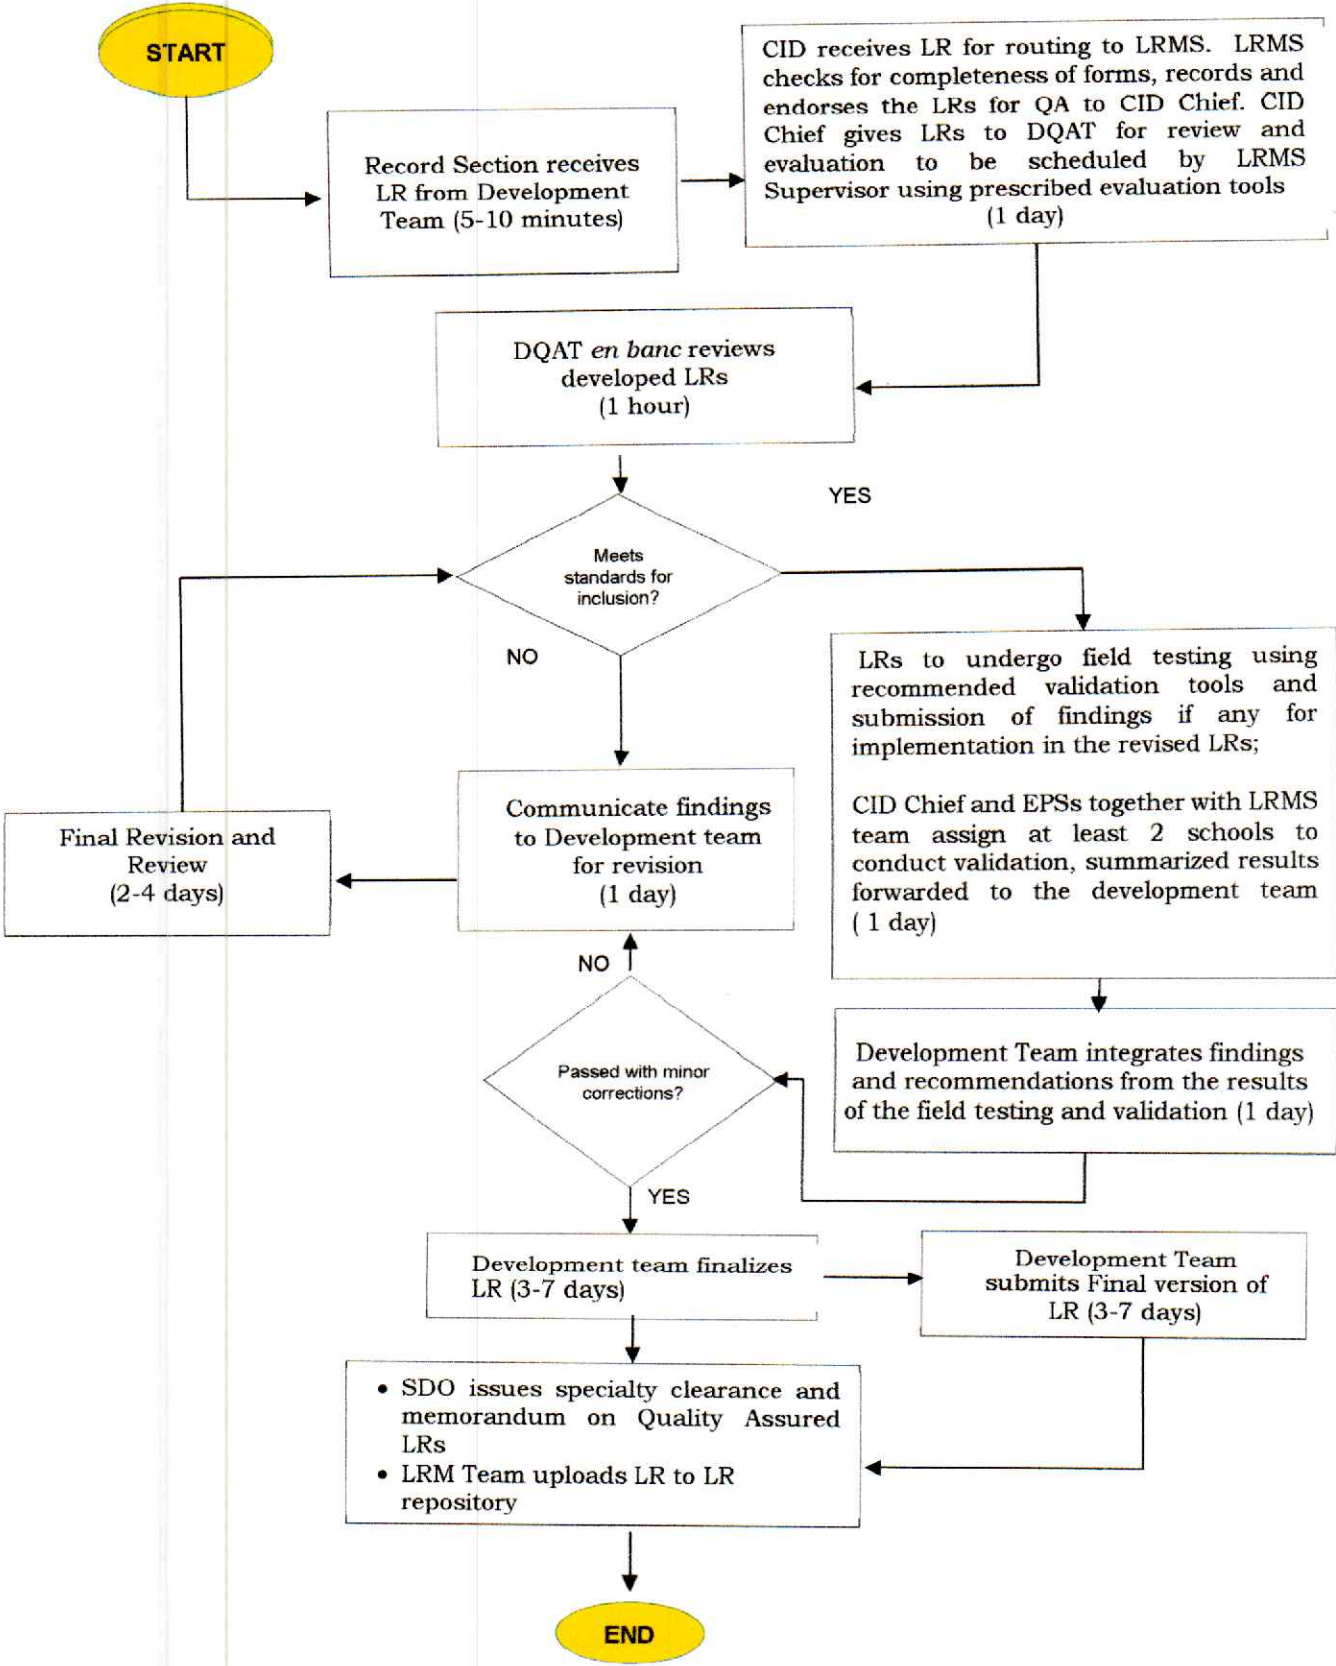 START
Record Section receives
LR from Development
Team (5-10 minutes)
CID receives LR for routing to LRMS. LRMS
checks for completeness of forms, records and
endorses the LRs for QA to CID Chief. CID
Chief gives LRs to DQAT for review and
evaluation to be scheduled by LRMS
Supervisor using prescribed evaluation tools
(1 day)
DQAT en banc reviews
developed LRs
(1 hour)
YES
Meets
standards for
inclusion?
NO
LRs to undergo field testing using
recommended validation tools and
submission of findings if any for
implementation in the revised LRs;
CID Chief and EPSs together with LRMS
team assign at least 2 schools to
conduct validation, summarized results
forwarded to the development team
( 1 day)
Communicate findings
to Development team
for revision
(1 day)
Final Revision and
Review
(2-4 days)
NO
Passed with minor
corrections?
Development Team integrates findings
and recommendations from the results
of the field testing and validation (1 day)
YES
Development team finalizes
LR (3-7 days)
Development Team
submits Final version of
LR (3-7 days)
• SDO issues specialty clearance and
memorandum on Quality Assured
LRs
• LRM Team uploads LR to LR
repository
END